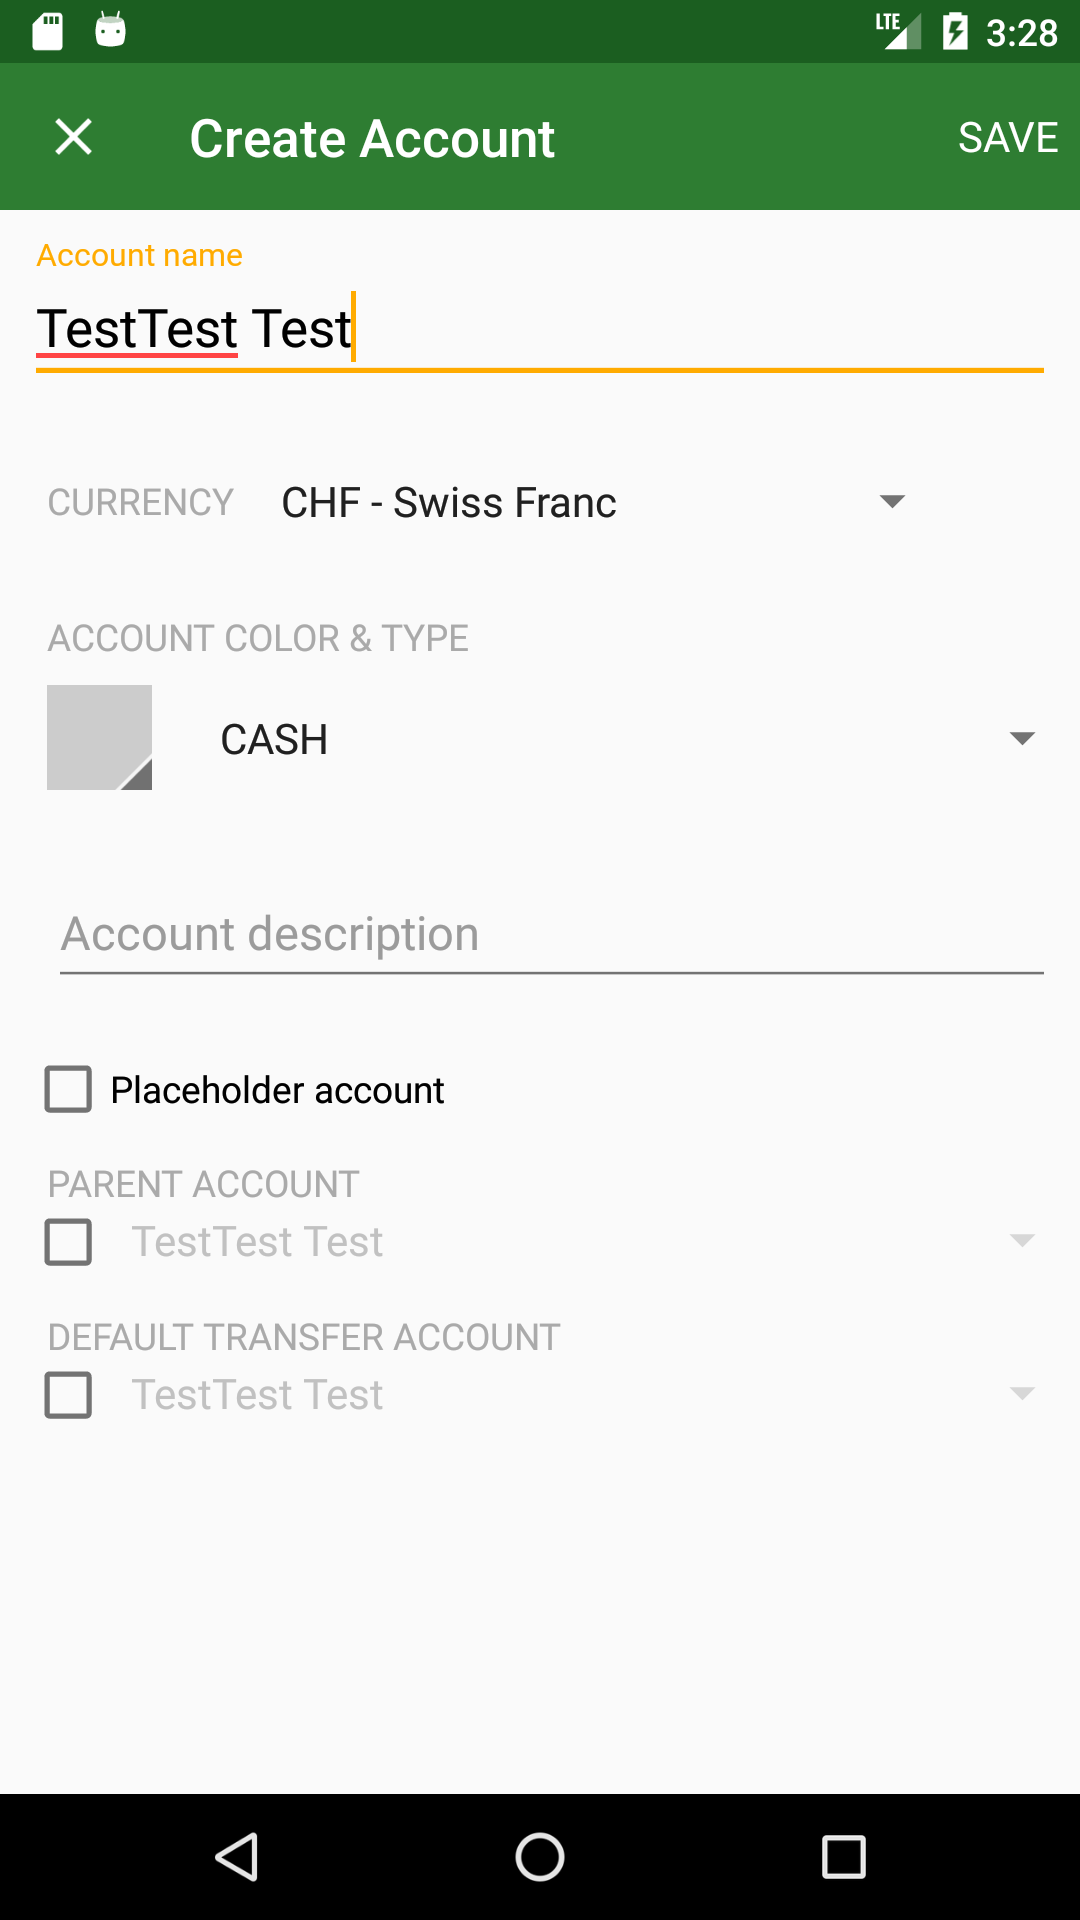 LTE 3:28
Create Account SAVE
Account name
TestTest Test
CURRENCY CHF - Swiss Franc
ACCOUNT COLOR & TYPE
CASH
Account description
Placeholder account
PARENT ACCOUNT
TestTest Test
DEFAULT TRANSFER ACCOUNT
TestTest Test